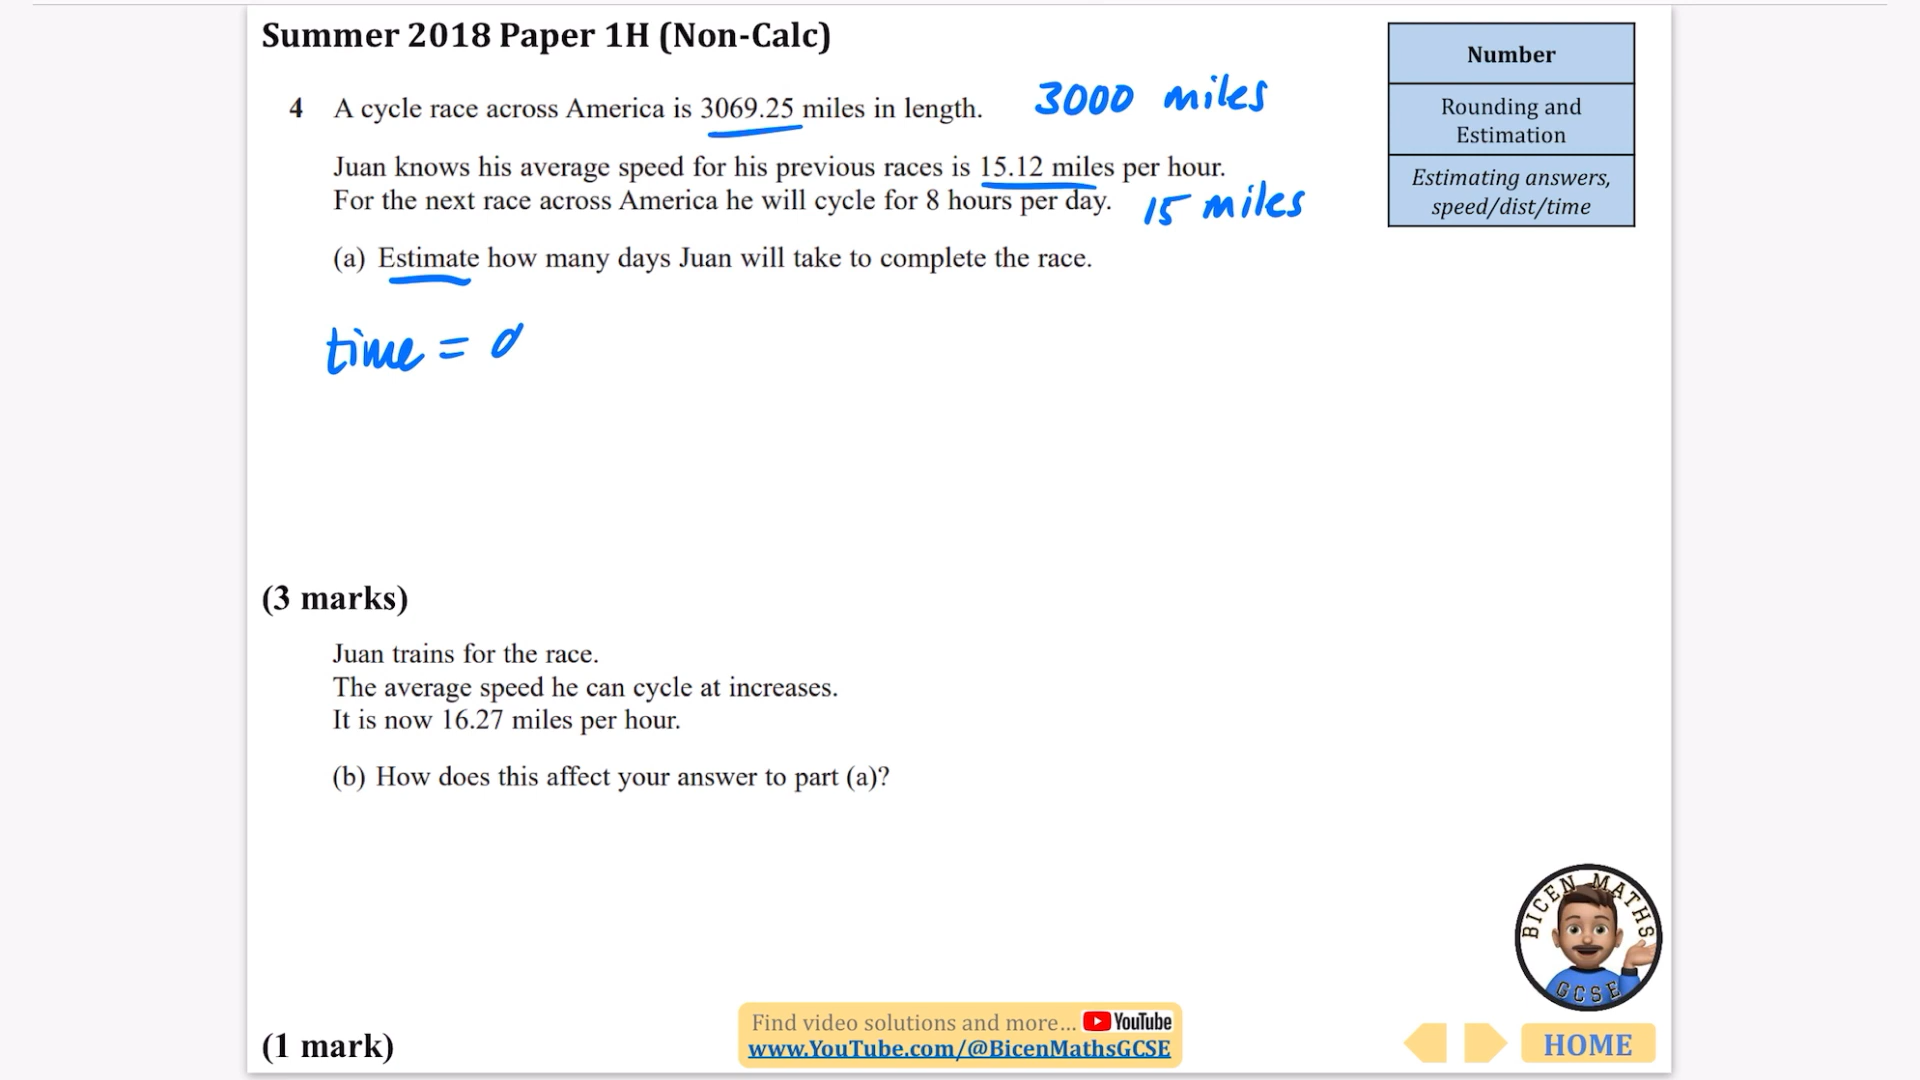 Summer 2018 Paper 1H (Non-Calc)
4 A cycle race across America is 3069.25 miles in length.
3000 miles
Juan knows his average speed for his previous races is 15.12 miles per hour.
For the next race across America he will cycle for 8 hours per day.
15 miles
(a) Estimate how many days Juan will take to complete the race.
time = d
(3 marks)
Juan trains for the race.
The average speed he can cycle at increases.
It is now 16.27 miles per hour.
(b) How does this affect your answer to part (a)?
(1 mark)
Number
Rounding and
Estimation
Estimating answers,
speed/dist/time
BICEN MATHS
GCSE
Find video solutions and more... YouTube
www.YouTube.com/@BicenMathsGCSE
HOME